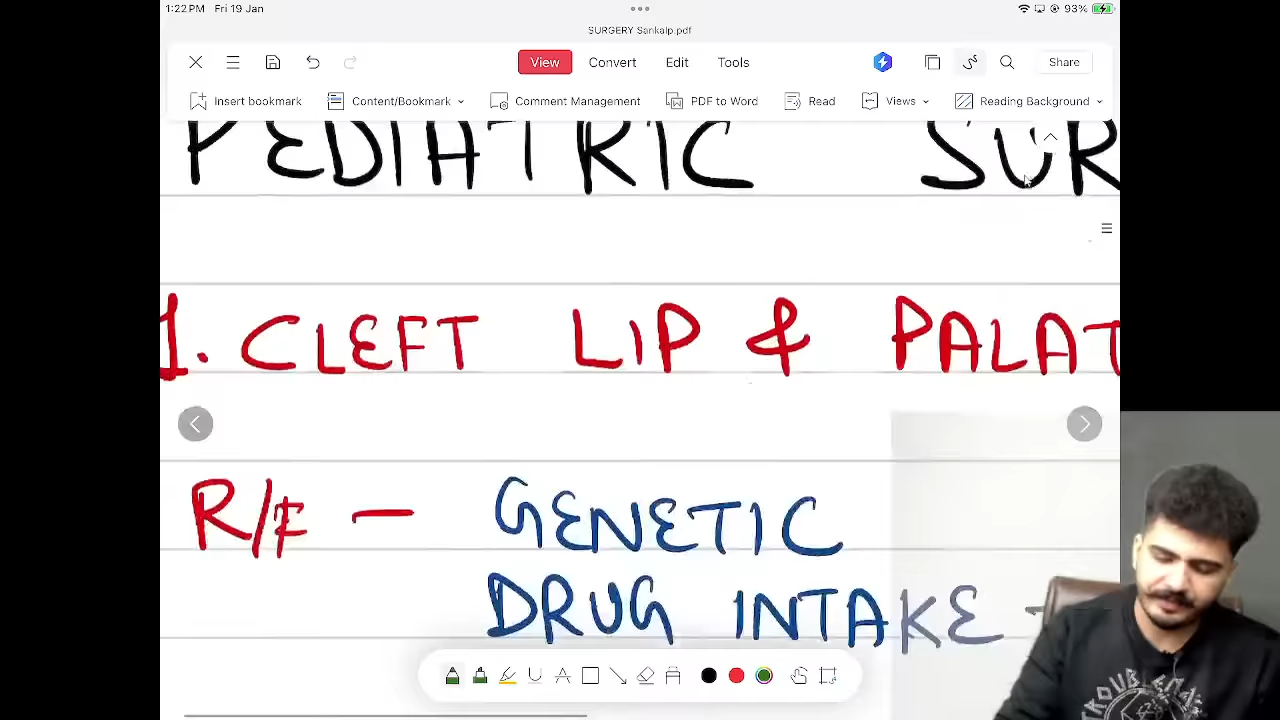 1:22 PM Fri 19 Jan 93%
SURGERY Sankalp.pdf
View Convert Edit Tools Share
Insert bookmark Content/Bookmark Comment Management PDF to Word Read Views Reading Background
PEDIATRIC SUR
1. CLEFT LIP & PALAT
R/F - GENETIC
DRUG INTAKE -